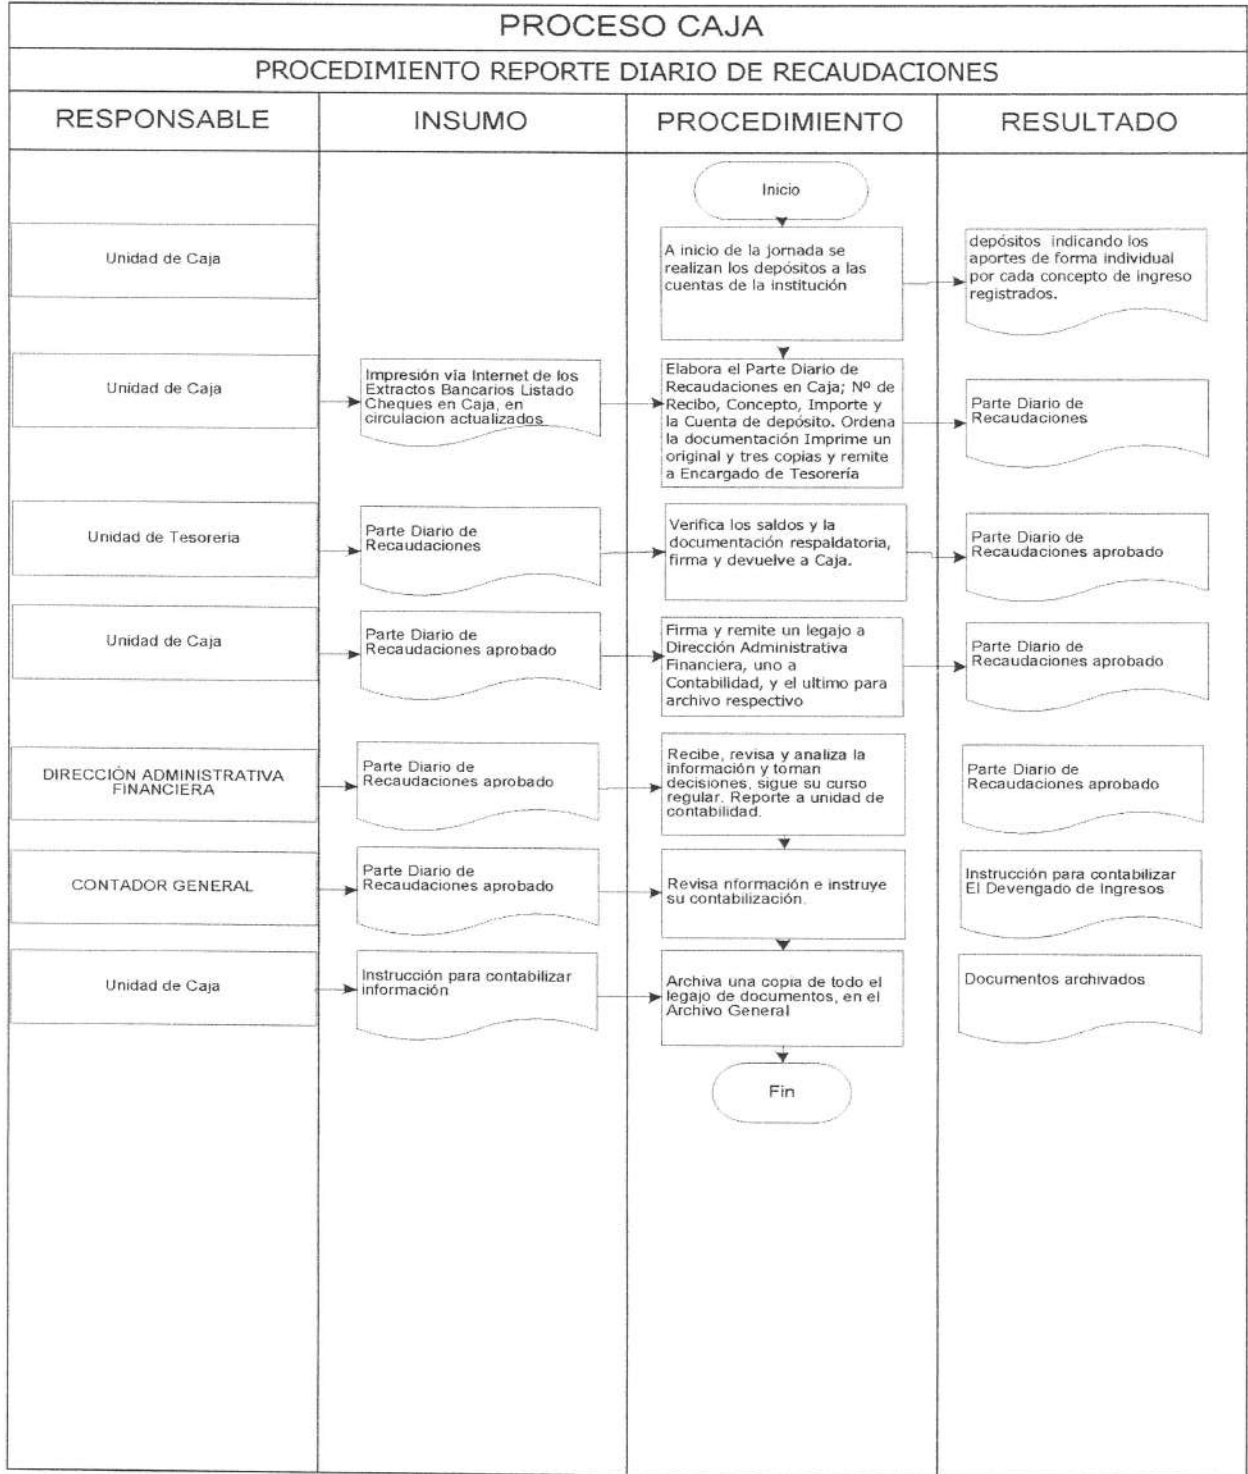 PROCESO CAJA
PROCEDIMIENTO REPORTE DIARIO DE RECAUDACIONES
RESPONSABLE
INSUMO
PROCEDIMIENTO
RESULTADO
Inicio
Unidad de Caja
A inicio de la jornada se
realizan los depósitos a las
cuentas de la institución
depósitos indicando los
aportes de forma individual
por cada concepto de ingreso
registrados.
Unidad de Caja
Impresión vía Internet de los
Extractos Bancarios Listado
Cheques en Caja, en
circulacion actualizados
Elabora el Parte Diario de
Recaudaciones en Caja; Nº de
Recibo, Concepto, Importe y
la Cuenta de depósito. Ordena
la documentación Imprime un
original y tres copias y remite
a Encargado de Tesorería
Parte Diario de
Recaudaciones
Unidad de Tesoreria
Parte Diario de
Recaudaciones
Verifica los saldos y la
documentación respaldatoria,
firma y devuelve a Caja.
Parte Diario de
Recaudaciones aprobado
Unidad de Caja
Parte Diario de
Recaudaciones aprobado
Firma y remite un legajo a
Dirección Administrativa
Financiera, uno a
Contabilidad, y el ultimo para
archivo respectivo
Parte Diario de
Recaudaciones aprobado
DIRECCIÓN ADMINISTRATIVA
FINANCIERA
Parte Diario de
Recaudaciones aprobado
Recibe, revisa y analiza la
información y toman
decisiones, sigue su curso
regular. Reporte a unidad de
contabilidad.
Parte Diario de
Recaudaciones aprobado
CONTADOR GENERAL
Parte Diario de
Recaudaciones aprobado
Revisa nformación e instruye
su contabilización.
Instrucción para contabilizar
El Devengado de Ingresos
Unidad de Caja
Instrucción para contabilizar
información
Archiva una copia de todo el
legajo de documentos, en el
Archivo General
Documentos archivados
Fin